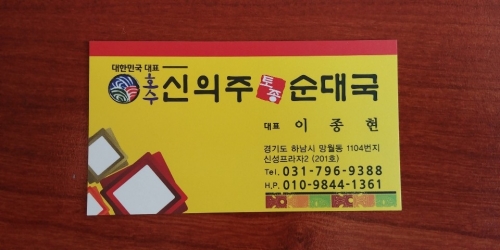 대한민국 대표
호수 신의주 토종 순대국
대표 이종현
경기도 하남시 망월동 1104번지
신성프라자2 (201호)
Tel. 031-796-9388
H.P. 010-9844-1361